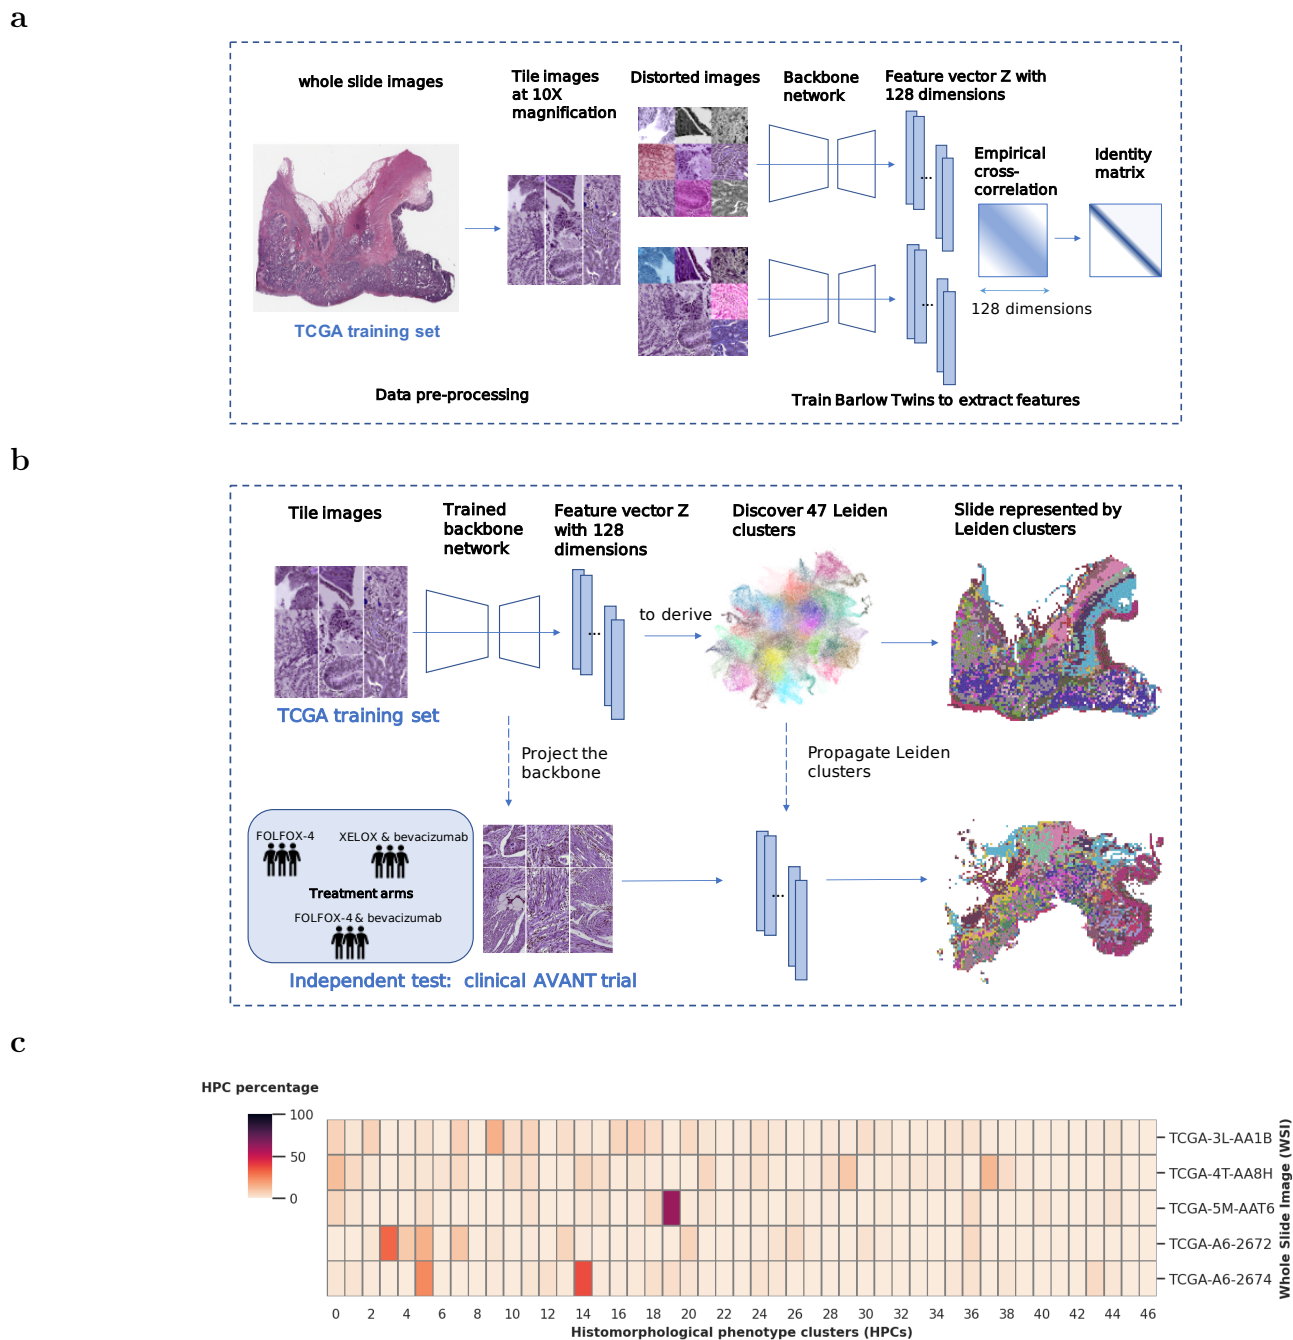 a
whole slide images
Tile images
at 10X
magnification
Distorted images
Backbone
network
Feature vector Z with
128 dimensions
...
...
Empirical
cross-
correlation
Identity
matrix
128 dimensions
TCGA training set
Data pre-processing
Train Barlow Twins to extract features
b
Tile images
Trained
backbone
network
Feature vector Z
with 128
dimensions
Discover 47 Leiden
clusters
Slide represented by
Leiden clusters
...
to derive
TCGA training set
Project the
backbone
Propagate Leiden
clusters
FOLFOX-4
XELOX & bevacizumab
Treatment arms
FOLFOX-4 & bevacizumab
...
Independent test: clinical AVANT trial
c
HPC percentage
100
50
0
TCGA-3L-AA1B
TCGA-4T-AA8H
TCGA-5M-AAT6
TCGA-A6-2672
TCGA-A6-2674
Whole Slide Image (WSI)
0 2 4 6 8 10 12 14 16 18 20 22 24 26 28 30 32 34 36 38 40 42 44 46
Histomorphological phenotype clusters (HPCs)